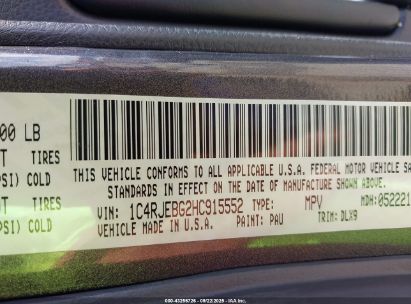 00 LB
TIRES
PSI) COLD
TIRES
PSI) COLD
THIS VEHICLE CONFORMS TO ALL APPLICABLE U.S.A. FEDERAL MOTOR VEHICLE SA
STANDARDS IN EFFECT ON THE DATE OF MANUFACTURE SHOWN ABOVE.
VIN: 1C4RJEBG2HC915552 TYPE: MPV MDH: 052221
VEHICLE MADE IN U.S.A. PAINT: PAU TRIM: DLX9